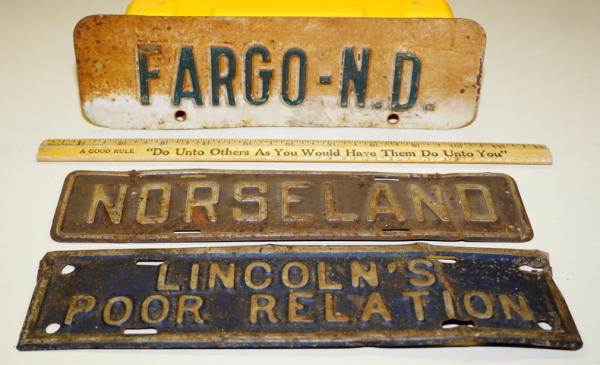 FARGO-N.D.
A GOOD RULE "Do Unto Others As You Would Have Them Do Unto You"
NORSELAND
LINCOLN'S
POOR RELATION